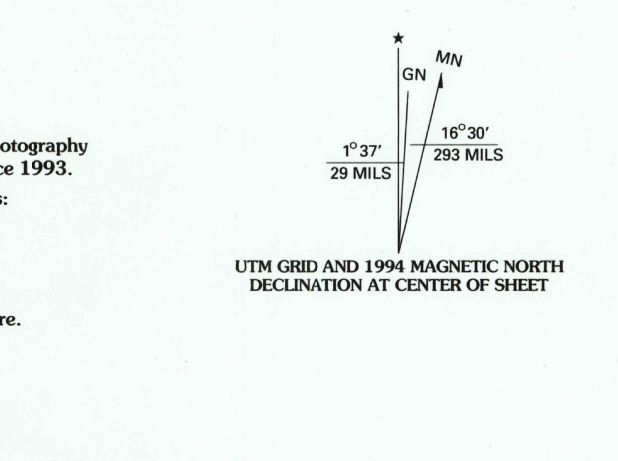 otography
ce 1993.
s:
re.
★
GN
MN
1°37′
29 MILS
16°30′
293 MILS
UTM GRID AND 1994 MAGNETIC NORTH
DECLINATION AT CENTER OF SHEET